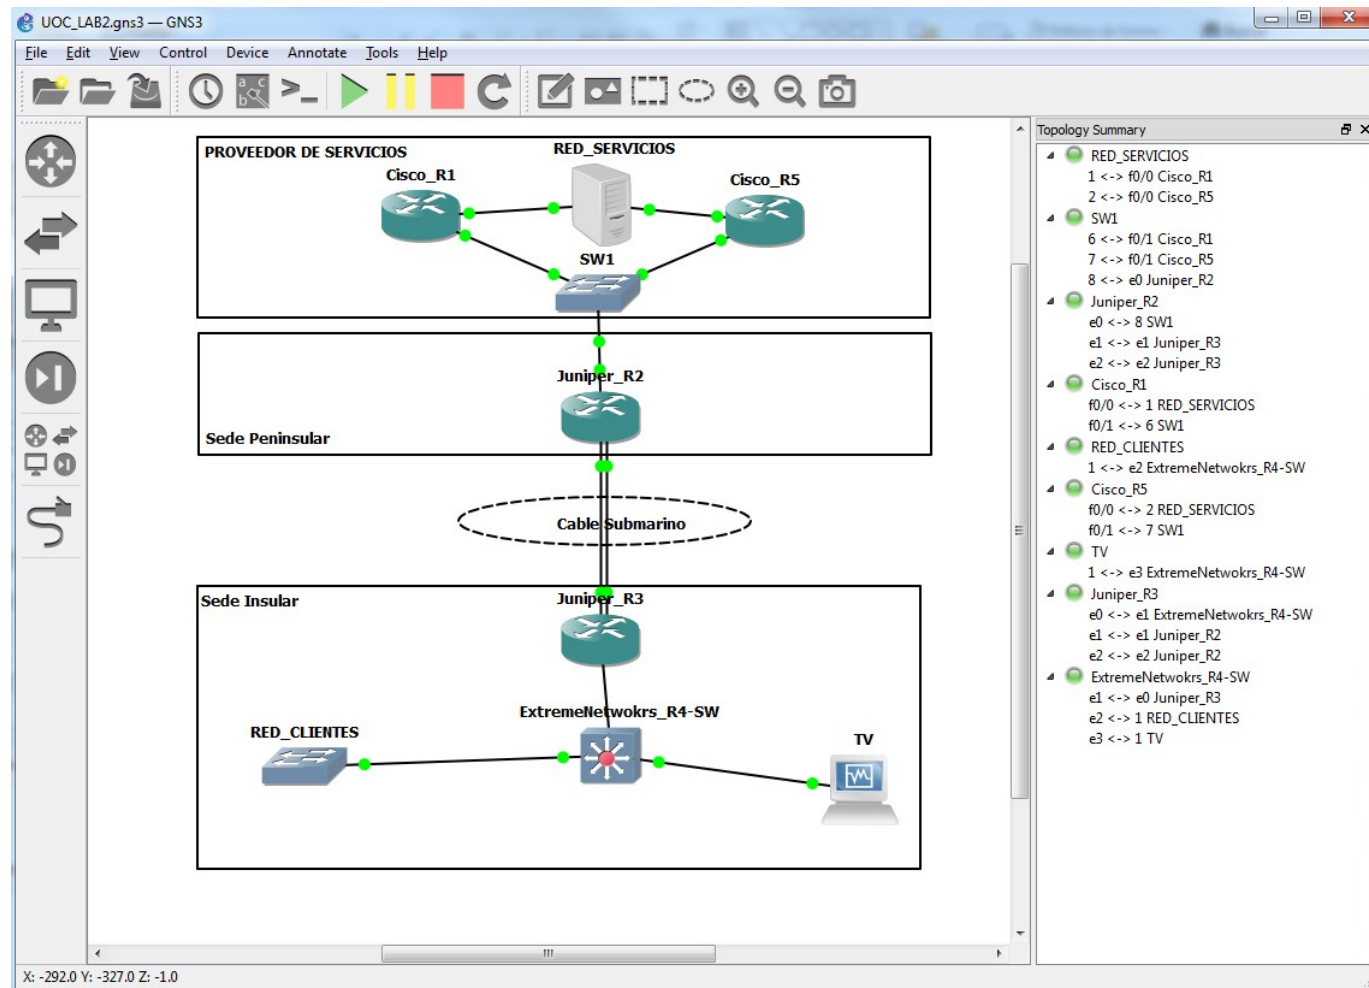 UOC_LAB2.gns3 — GNS3
File Edit View Control Device Annotate Tools Help
PROVEEDOR DE SERVICIOS
RED_SERVICIOS
Cisco_R1
Cisco_R5
SW1
Juniper_R2
Sede Peninsular
Cable Submarino
Sede Insular
Juniper_R3
ExtremeNetwokrs_R4-SW
RED_CLIENTES
TV
Topology Summary
RED_SERVICIOS
1 <-> f0/0 Cisco_R1
2 <-> f0/0 Cisco_R5
SW1
6 <-> f0/1 Cisco_R1
7 <-> f0/1 Cisco_R5
8 <-> e0 Juniper_R2
Juniper_R2
e0 <-> 8 SW1
e1 <-> e1 Juniper_R3
e2 <-> e2 Juniper_R3
Cisco_R1
f0/0 <-> 1 RED_SERVICIOS
f0/1 <-> 6 SW1
RED_CLIENTES
1 <-> e2 ExtremeNetwokrs_R4-SW
Cisco_R5
f0/0 <-> 2 RED_SERVICIOS
f0/1 <-> 7 SW1
TV
1 <-> e3 ExtremeNetwokrs_R4-SW
Juniper_R3
e0 <-> e1 ExtremeNetwokrs_R4-SW
e1 <-> e1 Juniper_R2
e2 <-> e2 Juniper_R2
ExtremeNetwokrs_R4-SW
e1 <-> e0 Juniper_R3
e2 <-> 1 RED_CLIENTES
e3 <-> 1 TV
X: -292.0 Y: -327.0 Z: -1.0